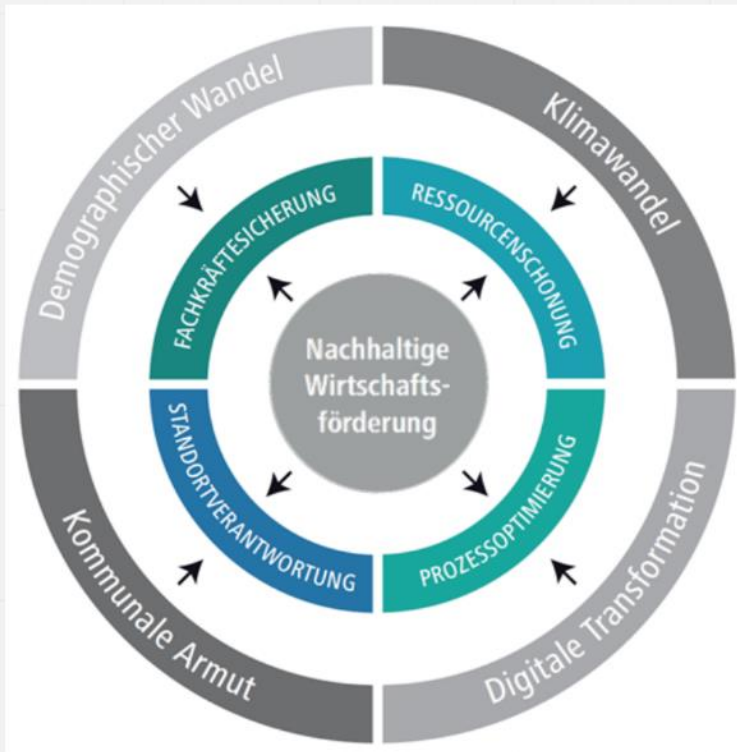 Demographischer Wandel
Klimawandel
FACHKRÄFTESICHERUNG
RESSOURCENSCHONUNG
Nachhaltige
Wirtschafts-
förderung
STANDORTVERANTWORTUNG
PROZESSOPTIMIERUNG
Kommunale Armut
Digitale Transformation